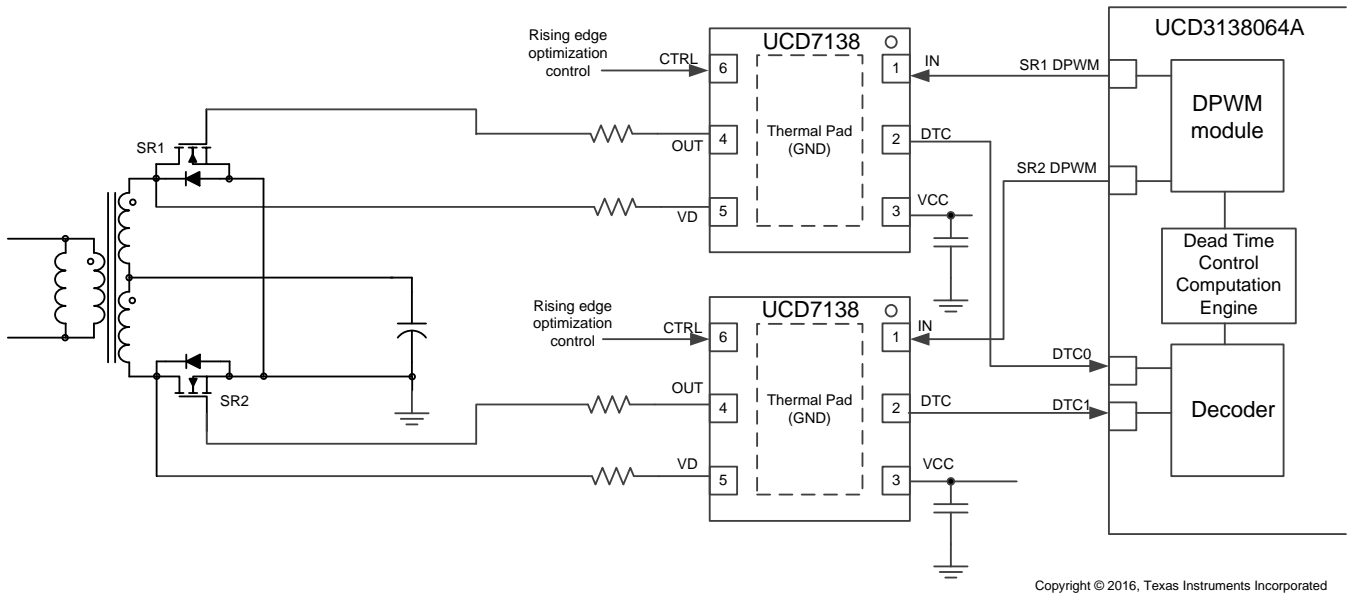 Rising edge
optimization
control
CTRL
UCD7138
6
1
IN
SR1 DPWM
UCD3138064A
DPWM
module
SR1
4
OUT
Thermal Pad
(GND)
2
DTC
SR2 DPWM
5
VD
3
VCC
Dead Time
Control
Computation
Engine
Rising edge
optimization
control
CTRL
UCD7138
6
1
IN
DTC0
SR2
OUT
4
Thermal Pad
(GND)
2
DTC
DTC1
Decoder
VD
5
3
VCC
Copyright © 2016, Texas Instruments Incorporated